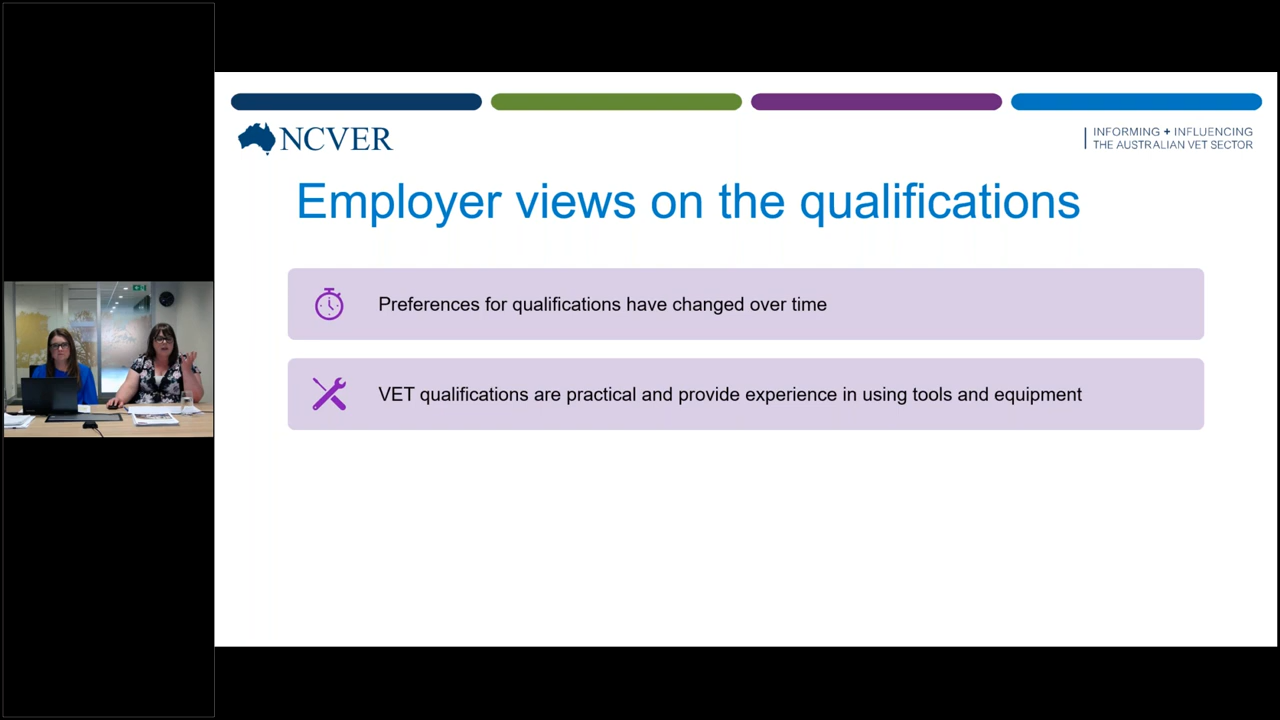 NCVER
INFORMING + INFLUENCING
THE AUSTRALIAN VET SECTOR
Employer views on the qualifications
Preferences for qualifications have changed over time
VET qualifications are practical and provide experience in using tools and equipment